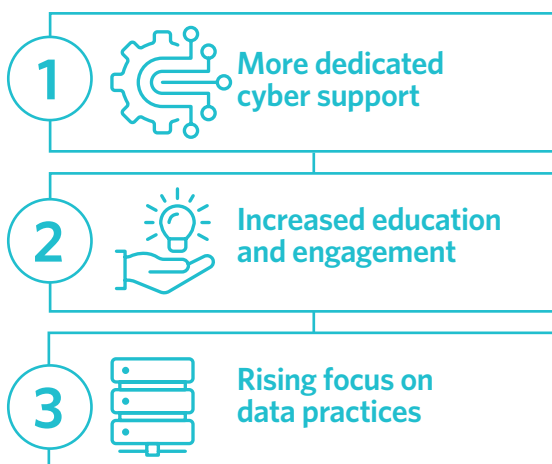 1
More dedicated
cyber support
2
Increased education
and engagement
3
Rising focus on
data practices